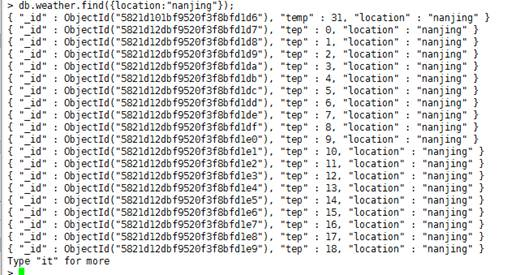 > db.weather.find({location:"nanjing"});
{ "_id" : ObjectId("5821d101bf9520f3f8bfd1d6"), "temp" : 31, "location" : "nanjing" }
{ "_id" : ObjectId("5821d12dbf9520f3f8bfd1d7"), "tep" : 0, "location" : "nanjing" }
{ "_id" : ObjectId("5821d12dbf9520f3f8bfd1d8"), "tep" : 1, "location" : "nanjing" }
{ "_id" : ObjectId("5821d12dbf9520f3f8bfd1d9"), "tep" : 2, "location" : "nanjing" }
{ "_id" : ObjectId("5821d12dbf9520f3f8bfd1da"), "tep" : 3, "location" : "nanjing" }
{ "_id" : ObjectId("5821d12dbf9520f3f8bfd1db"), "tep" : 4, "location" : "nanjing" }
{ "_id" : ObjectId("5821d12dbf9520f3f8bfd1dc"), "tep" : 5, "location" : "nanjing" }
{ "_id" : ObjectId("5821d12dbf9520f3f8bfd1dd"), "tep" : 6, "location" : "nanjing" }
{ "_id" : ObjectId("5821d12dbf9520f3f8bfd1de"), "tep" : 7, "location" : "nanjing" }
{ "_id" : ObjectId("5821d12dbf9520f3f8bfd1df"), "tep" : 8, "location" : "nanjing" }
{ "_id" : ObjectId("5821d12dbf9520f3f8bfd1e0"), "tep" : 9, "location" : "nanjing" }
{ "_id" : ObjectId("5821d12dbf9520f3f8bfd1e1"), "tep" : 10, "location" : "nanjing" }
{ "_id" : ObjectId("5821d12dbf9520f3f8bfd1e2"), "tep" : 11, "location" : "nanjing" }
{ "_id" : ObjectId("5821d12dbf9520f3f8bfd1e3"), "tep" : 12, "location" : "nanjing" }
{ "_id" : ObjectId("5821d12dbf9520f3f8bfd1e4"), "tep" : 13, "location" : "nanjing" }
{ "_id" : ObjectId("5821d12dbf9520f3f8bfd1e5"), "tep" : 14, "location" : "nanjing" }
{ "_id" : ObjectId("5821d12dbf9520f3f8bfd1e6"), "tep" : 15, "location" : "nanjing" }
{ "_id" : ObjectId("5821d12dbf9520f3f8bfd1e7"), "tep" : 16, "location" : "nanjing" }
{ "_id" : ObjectId("5821d12dbf9520f3f8bfd1e8"), "tep" : 17, "location" : "nanjing" }
{ "_id" : ObjectId("5821d12dbf9520f3f8bfd1e9"), "tep" : 18, "location" : "nanjing" }
Type "it" for more
>